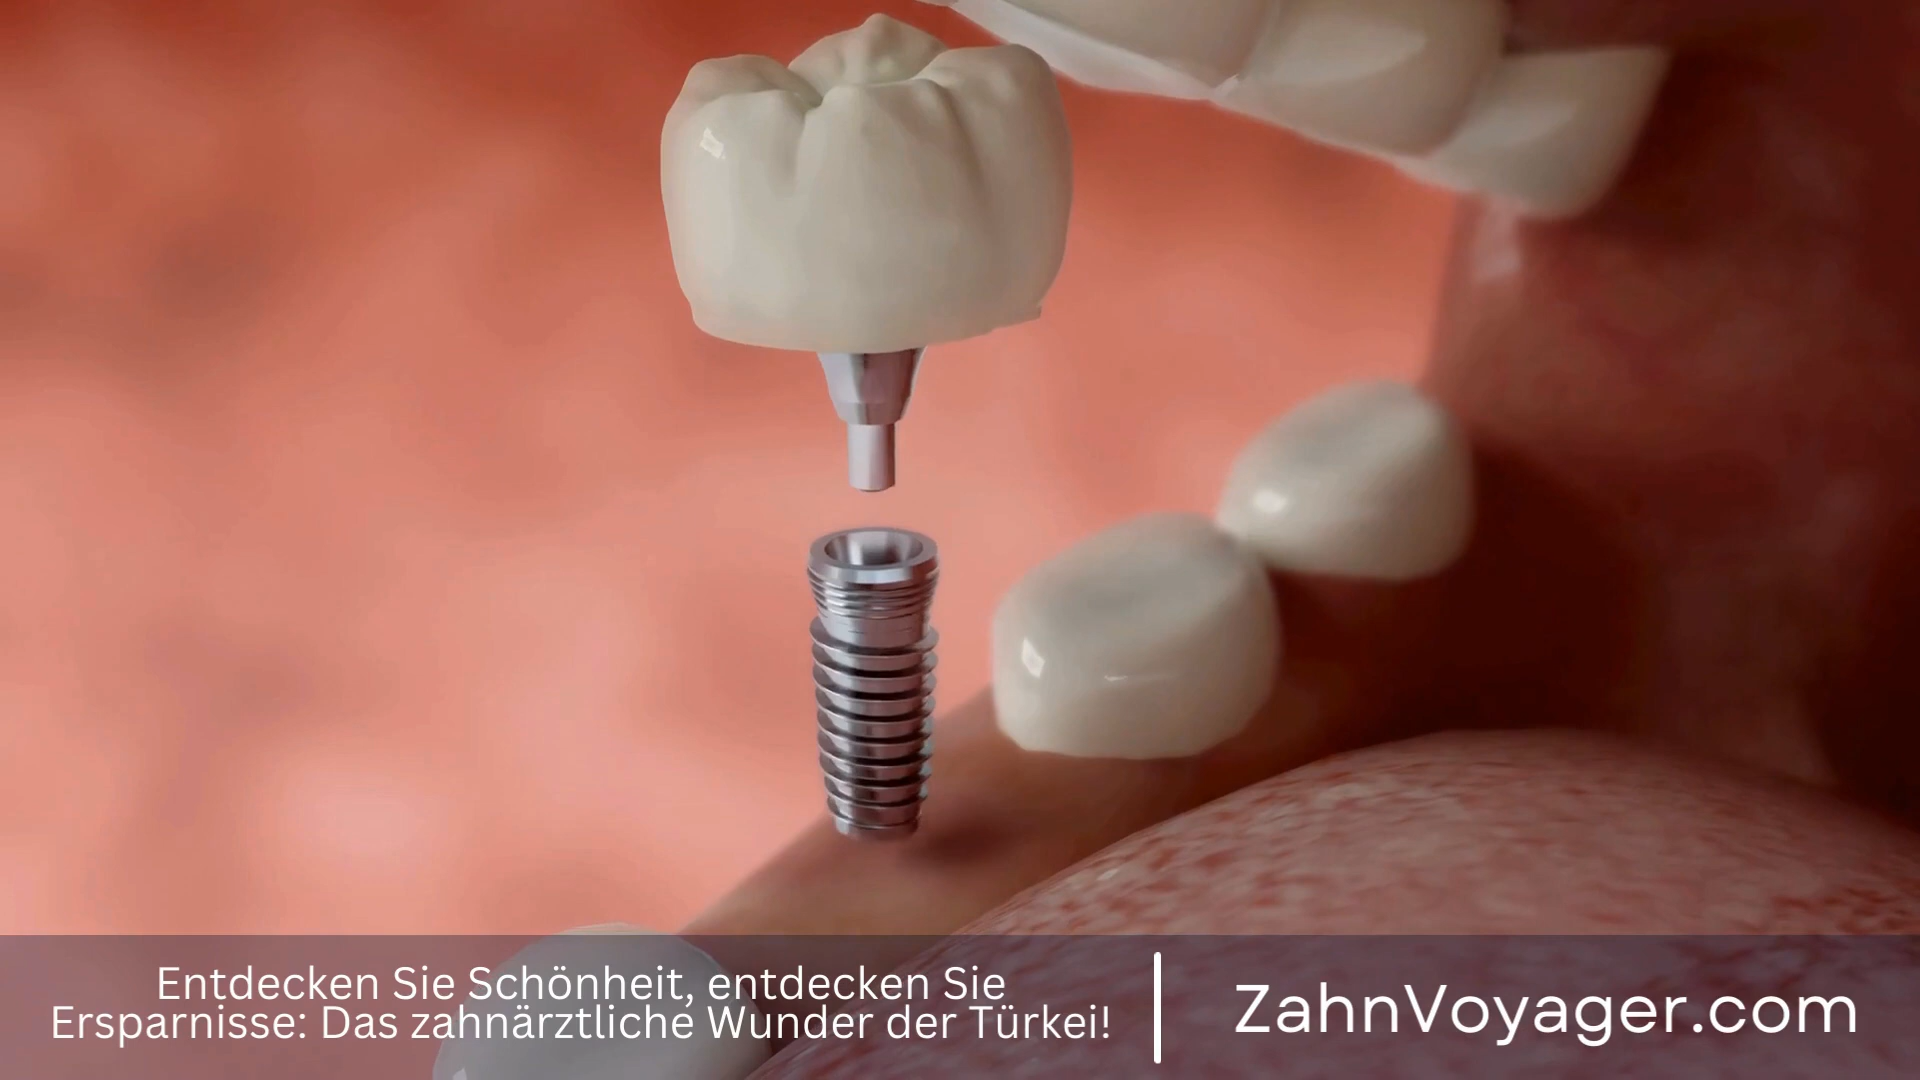 Entdecken Sie Schönheit, entdecken Sie
Ersparnisse: Das zahnärztliche Wunder der Türkei!
ZahnVoyager.com